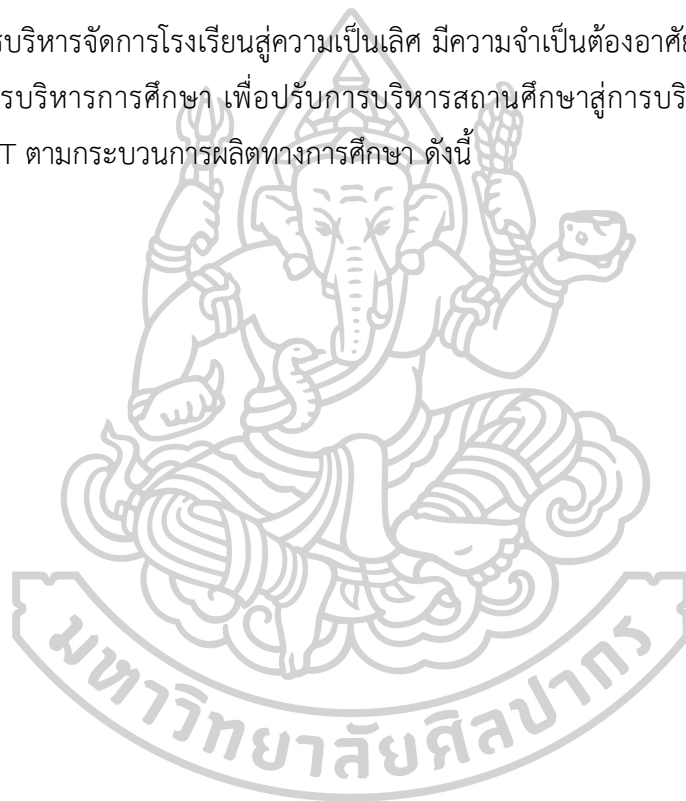 รบริหารจัดการโรงเรียนสู่ความเป็นเลิศ มีความจำเป็นต้องอาศัย
รบริหารการศึกษา เพื่อปรับการบริหารสถานศึกษาสู่การบริ
T ตามกระบวนการผลิตทางการศึกษา ดังนี้
มหาวิทยาลัยศิลปากร